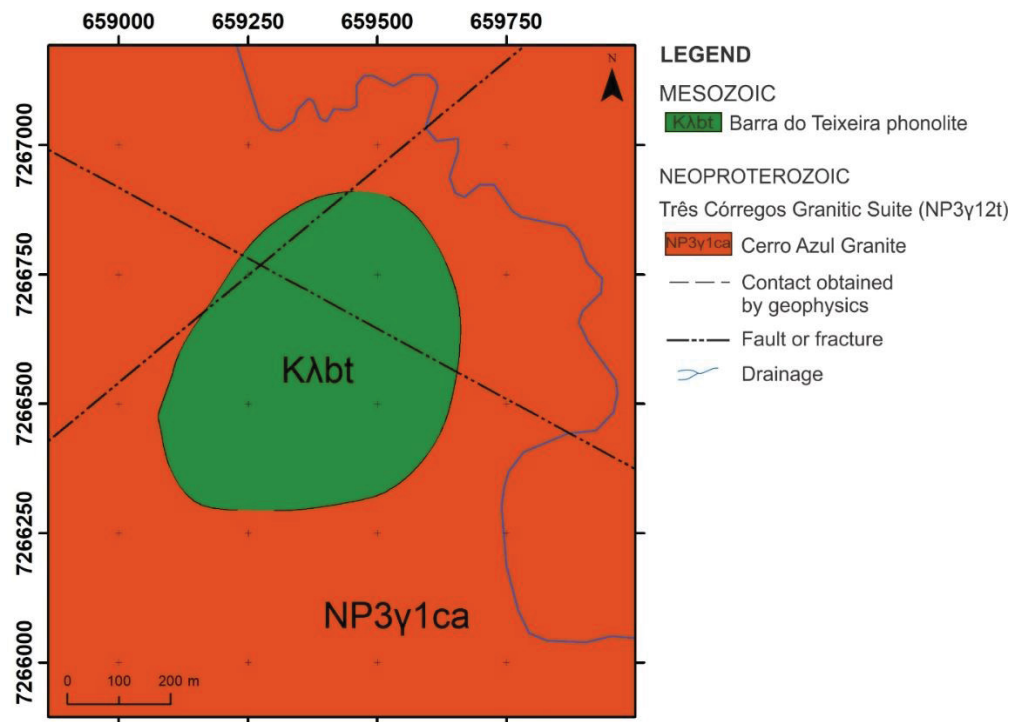 659000 659250 659500 659750
7267000
7266750
7266500
7266250
7266000
N
Kλbt
NP3γ1ca
0 100 200 m
LEGEND
MESOZOIC
Kλbt Barra do Teixeira phonolite
NEOPROTEROZOIC
Três Córregos Granitic Suite (NP3γ12t)
NP3γ1ca Cerro Azul Granite
Contact obtained
by geophysics
Fault or fracture
Drainage